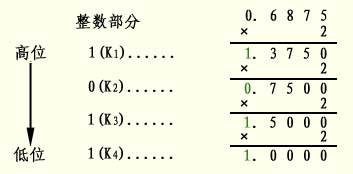 0. 6 8 7 5
整数部分
× 2
高位 1(K1)...... 1. 3 7 5 0
× 2
0(K2)...... 0. 7 5 0 0
× 2
1(K3)...... 1. 5 0 0 0
× 2
低位 1(K4)...... 1. 0 0 0 0